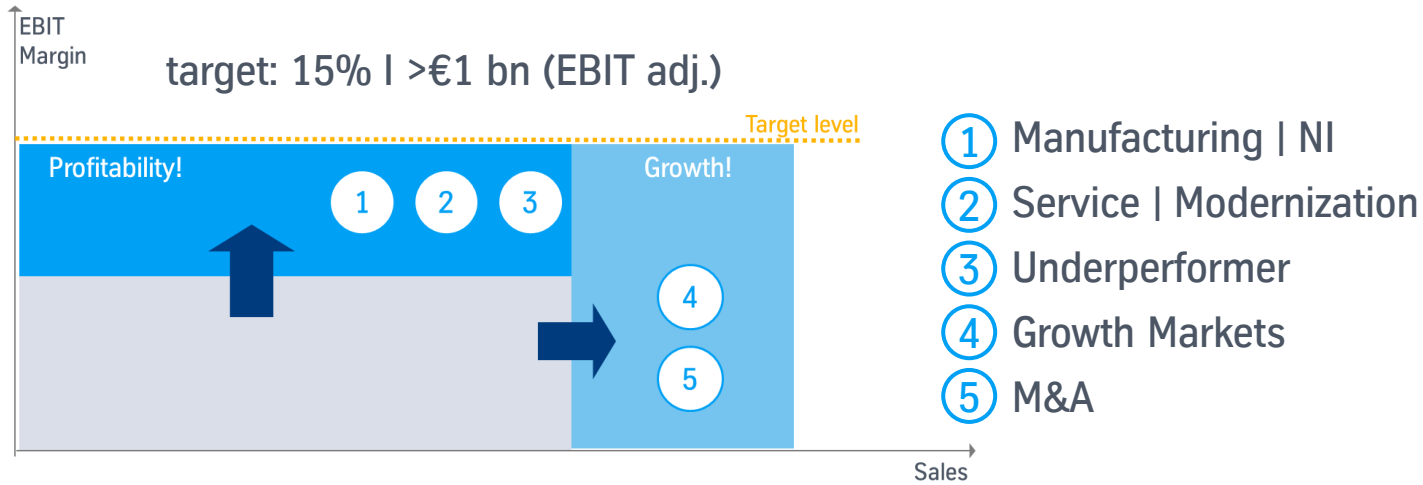 EBIT
Margin
target: 15% I >€1 bn (EBIT adj.)
Target level
Profitability!
Growth!
1 2 3
4
5
Sales
1 Manufacturing | NI
2 Service | Modernization
3 Underperformer
4 Growth Markets
5 M&A